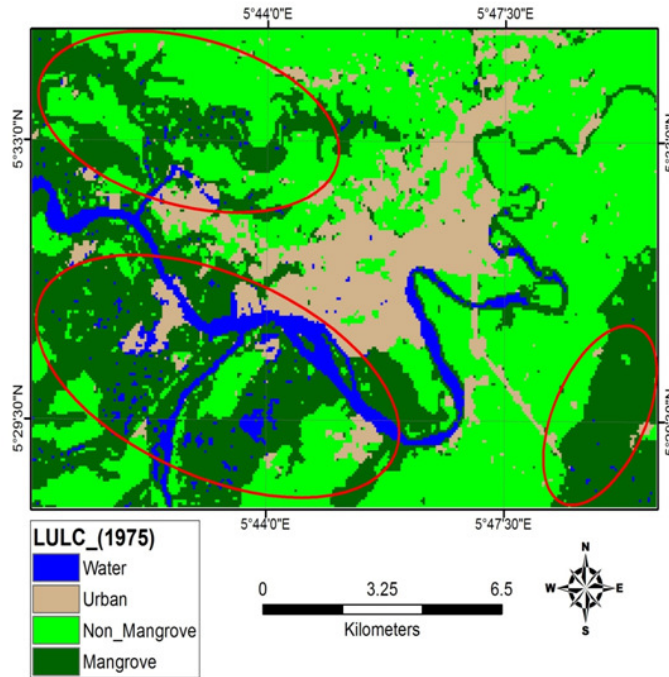 5°44'0"E 5°47'30"E
5°33'0"N
5°29'30"N
5°44'0"E 5°47'30"E
LULC_(1975)
Water
Urban
Non_Mangrove
Mangrove
0 3.25 6.5
Kilometers
N
W E
S